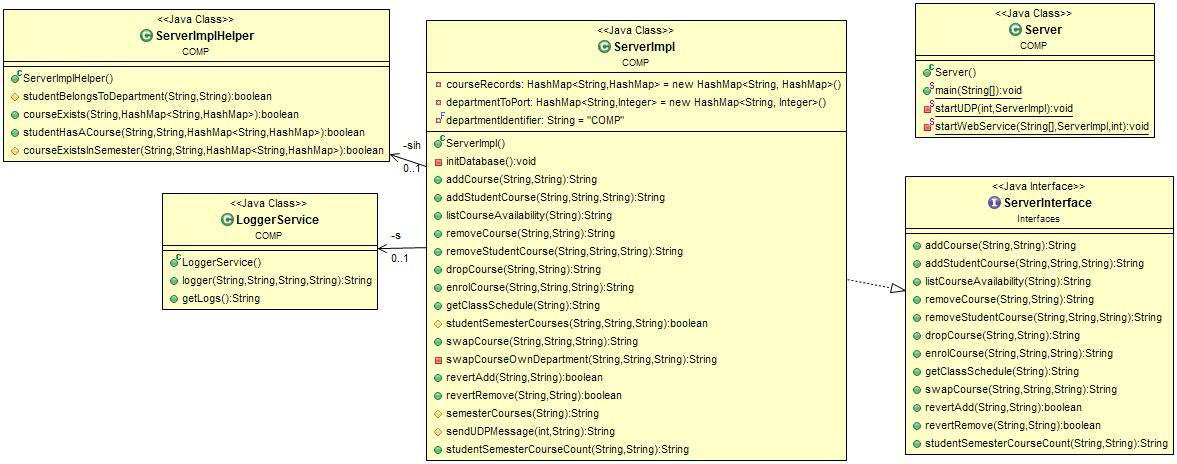 <<Java Class>>
ServerImplHelper
COMP
ServerImplHelper()
studentBelongsToDepartment(String,String):boolean
courseExists(String,HashMap<String,HashMap>):boolean
studentHasACourse(String,String,HashMap<String,HashMap>):boolean
courseExistsInSemester(String,String,HashMap<String,HashMap>):boolean
-sih
0..1
<<Java Class>>
LoggerService
COMP
LoggerService()
logger(String,String,String,String):String
getLogs():String
-s
0..1
<<Java Class>>
ServerImpl
COMP
courseRecords: HashMap<String,HashMap> = new HashMap<String, HashMap>()
departmentToPort: HashMap<String,Integer> = new HashMap<String, Integer>()
departmentIdentifier: String = "COMP"
ServerImpl()
initDatabase():void
addCourse(String,String):String
addStudentCourse(String,String,String):String
listCourseAvailability(String):String
removeCourse(String,String):String
removeStudentCourse(String,String,String):String
dropCourse(String,String):String
enrolCourse(String,String,String):String
getClassSchedule(String):String
studentSemesterCourses(String,String,String):boolean
swapCourse(String,String,String):String
swapCourseOwnDepartment(String,String,String):String
revertAdd(String,String):boolean
revertRemove(String,String):boolean
semesterCourses(String):String
sendUDPMessage(int,String):String
studentSemesterCourseCount(String,String):String
<<Java Class>>
Server
COMP
Server()
main(String[]):void
startUDP(int,ServerImpl):void
startWebService(String[],ServerImpl,int):void
<<Java Interface>>
ServerInterface
Interfaces
addCourse(String,String):String
addStudentCourse(String,String,String):String
listCourseAvailability(String):String
removeCourse(String,String):String
removeStudentCourse(String,String,String):String
dropCourse(String,String):String
enrolCourse(String,String,String):String
getClassSchedule(String):String
swapCourse(String,String,String):String
revertAdd(String,String):boolean
revertRemove(String,String):boolean
studentSemesterCourseCount(String,String):String